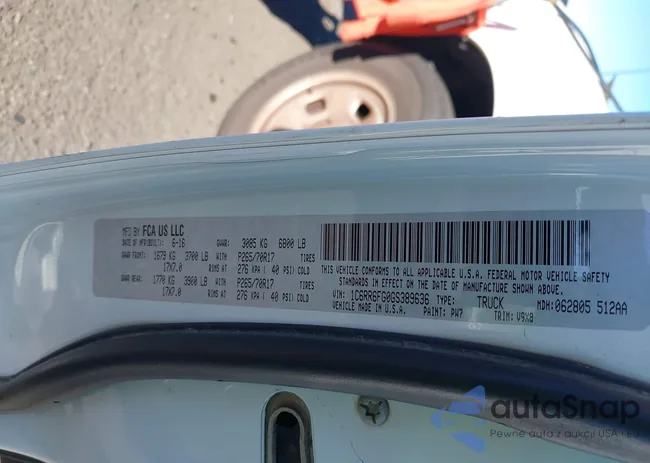 MFD BY FCA US LLC
DATE OF MFR(BUILT): 6-16 GVWR: 3085 KG 6800 LB
GAWR FRONT: 1679 KG 3700 LB WITH P265/70R17 TIRES
17X7.0 RIMS AT 276 KPA ( 40 PSI) COLD
GAWR REAR: 1770 KG 3900 LB WITH P265/70R17 TIRES
17X7.0 RIMS AT 276 KPA ( 40 PSI) COLD
THIS VEHICLE CONFORMS TO ALL APPLICABLE U.S.A. FEDERAL MOTOR VEHICLE SAFETY
STANDARDS IN EFFECT ON THE DATE OF MANUFACTURE SHOWN ABOVE.
VIN: 1C6RR6FG0GS389636 TYPE: TRUCK MDH: 062805 512AA
VEHICLE MADE IN U.S.A. PAINT: PW7 TRIM: V9X8
autaSnap
Pewne auta z aukcji USA i EU